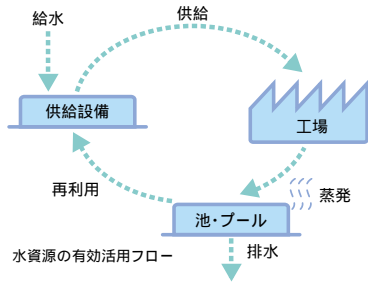 給水
供給
供給設備
工場
再利用
蒸発
池・プール
水資源の有効活用フロー
排水